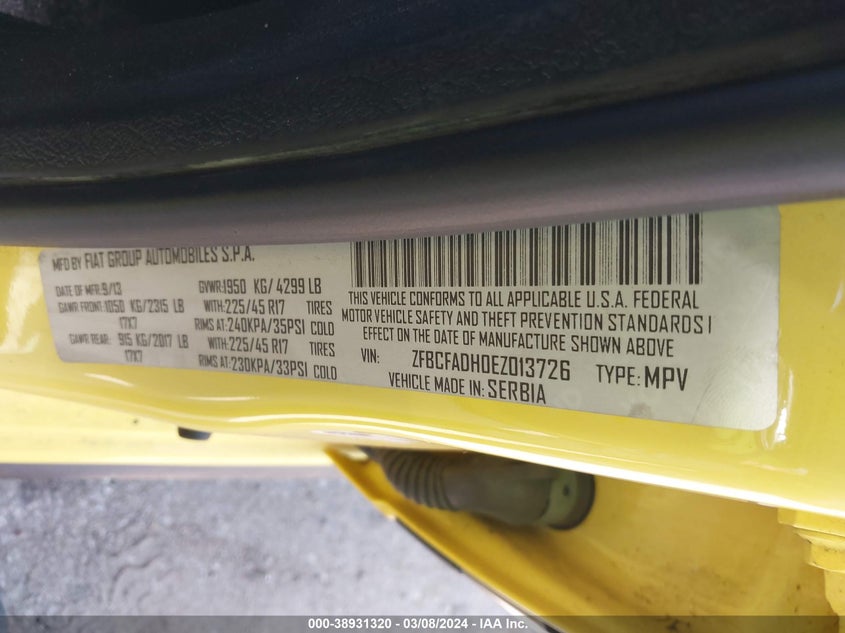 MFD BY FIAT GROUP AUTOMOBILES S.P.A.
DATE OF MFR: 9/13 GVWR: 1950 KG/ 4299 LB
GAWR FRONT: 1050 KG/2315 LB WITH: 225/45 R17 TIRES
17X7 RIMS AT: 240KPA/35PSI COLD
GAWR REAR: 915 KG/2017 LB WITH: 225/45 R17 TIRES
17X7 RIMS AT: 230KPA/33PSI COLD
THIS VEHICLE CONFORMS TO ALL APPLICABLE U.S.A. FEDERAL
MOTOR VEHICLE SAFETY AND THEFT PREVENTION STANDARDS I
EFFECT ON THE DATE OF MANUFACTURE SHOWN ABOVE
VIN: ZFBCFADH0EZ013726 TYPE: MPV
VEHICLE MADE IN: SERBIA
000-38931320 — 03/08/2024 — IAA Inc.